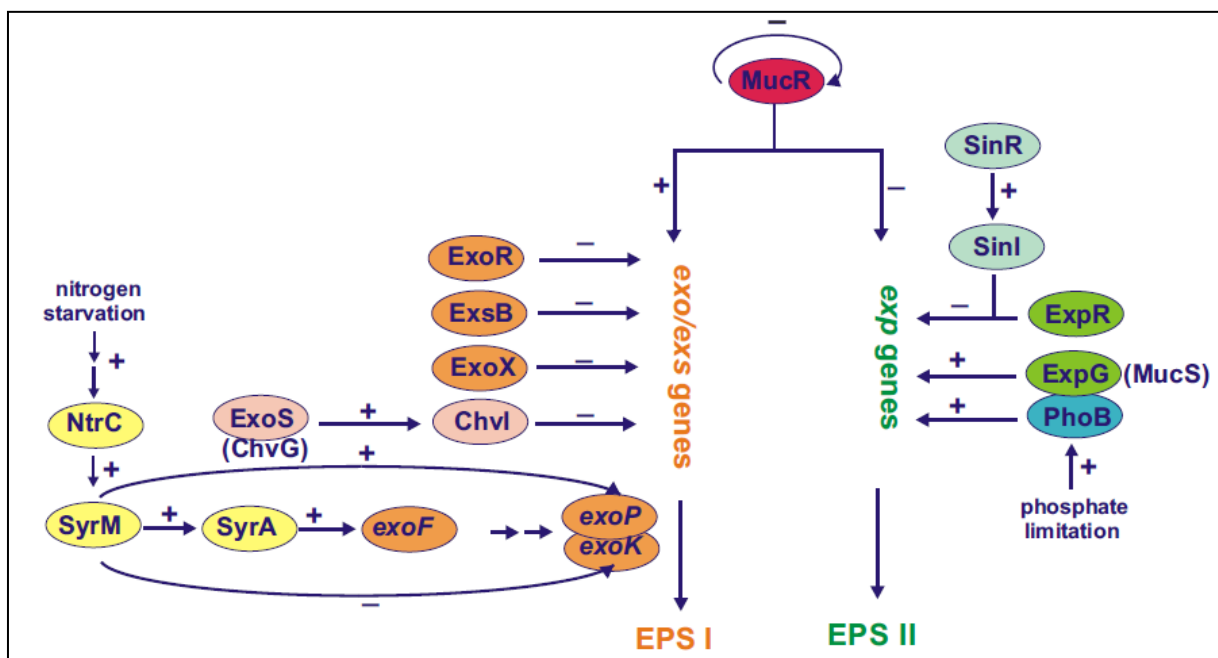 –
MucR
+
–
SinR
+
SinI
–
ExpR
+
ExpG (MucS)
+
PhoB
+
phosphate
limitation
exo/exs genes
exp genes
ExoR –
ExsB –
ExoX –
ExoS
(ChvG)
+
ChvI –
nitrogen
starvation
+
NtrC
+
SyrM
+
SyrA
+
exoF
+
exoP
exoK
–
EPS I
EPS II